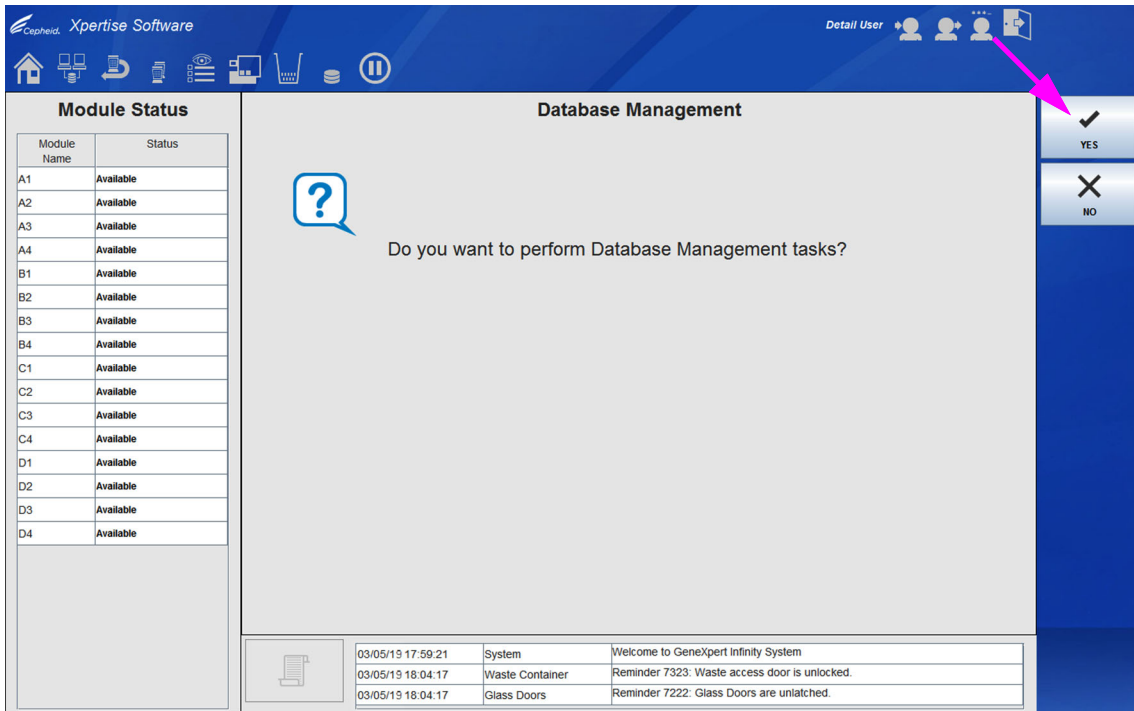 Cepheid. Xpertise Software
Detail User
Module Status
Module Name Status
A1 Available
A2 Available
A3 Available
A4 Available
B1 Available
B2 Available
B3 Available
B4 Available
C1 Available
C2 Available
C3 Available
C4 Available
D1 Available
D2 Available
D3 Available
D4 Available
Database Management
?
Do you want to perform Database Management tasks?
YES
NO
03/05/19 17:59:21 System Welcome to GeneXpert Infinity System
03/05/19 18:04:17 Waste Container Reminder 7323: Waste access door is unlocked.
03/05/19 18:04:17 Glass Doors Reminder 7222: Glass Doors are unlatched.